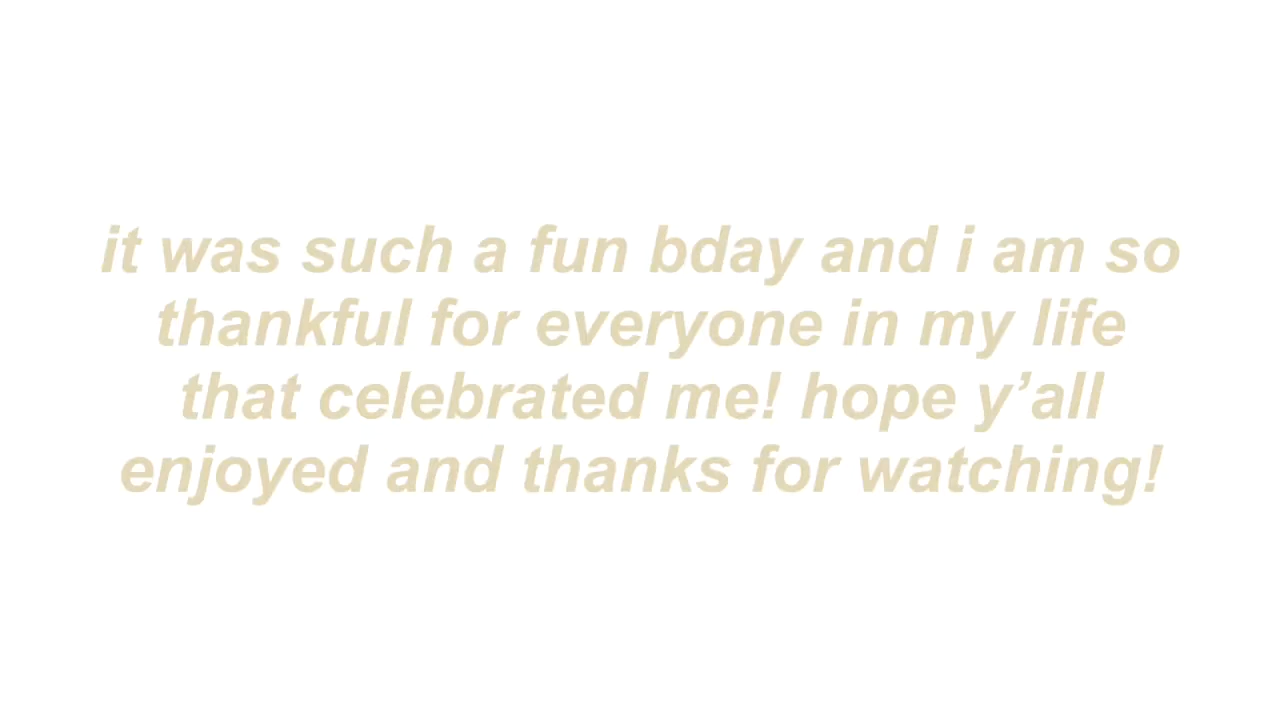 it was such a fun bday and i am so
thankful for everyone in my life
that celebrated me! hope y’all
enjoyed and thanks for watching!